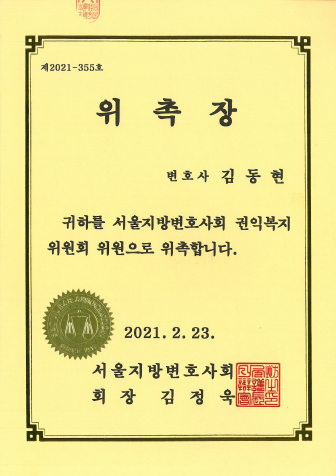 제2021-355호
위 촉 장
변호사 김 동 현
귀하를 서울지방변호사회 권익복지
위원회 위원으로 위촉합니다.
2021. 2. 23.
서울지방변호사회
회 장 김 정 욱